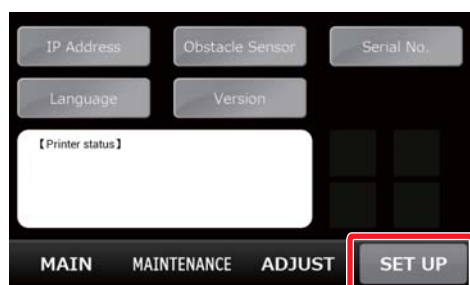 IP Address Obstacle Sensor Serial No.
Language Version
【Printer status】
MAIN MAINTENANCE ADJUST SET UP